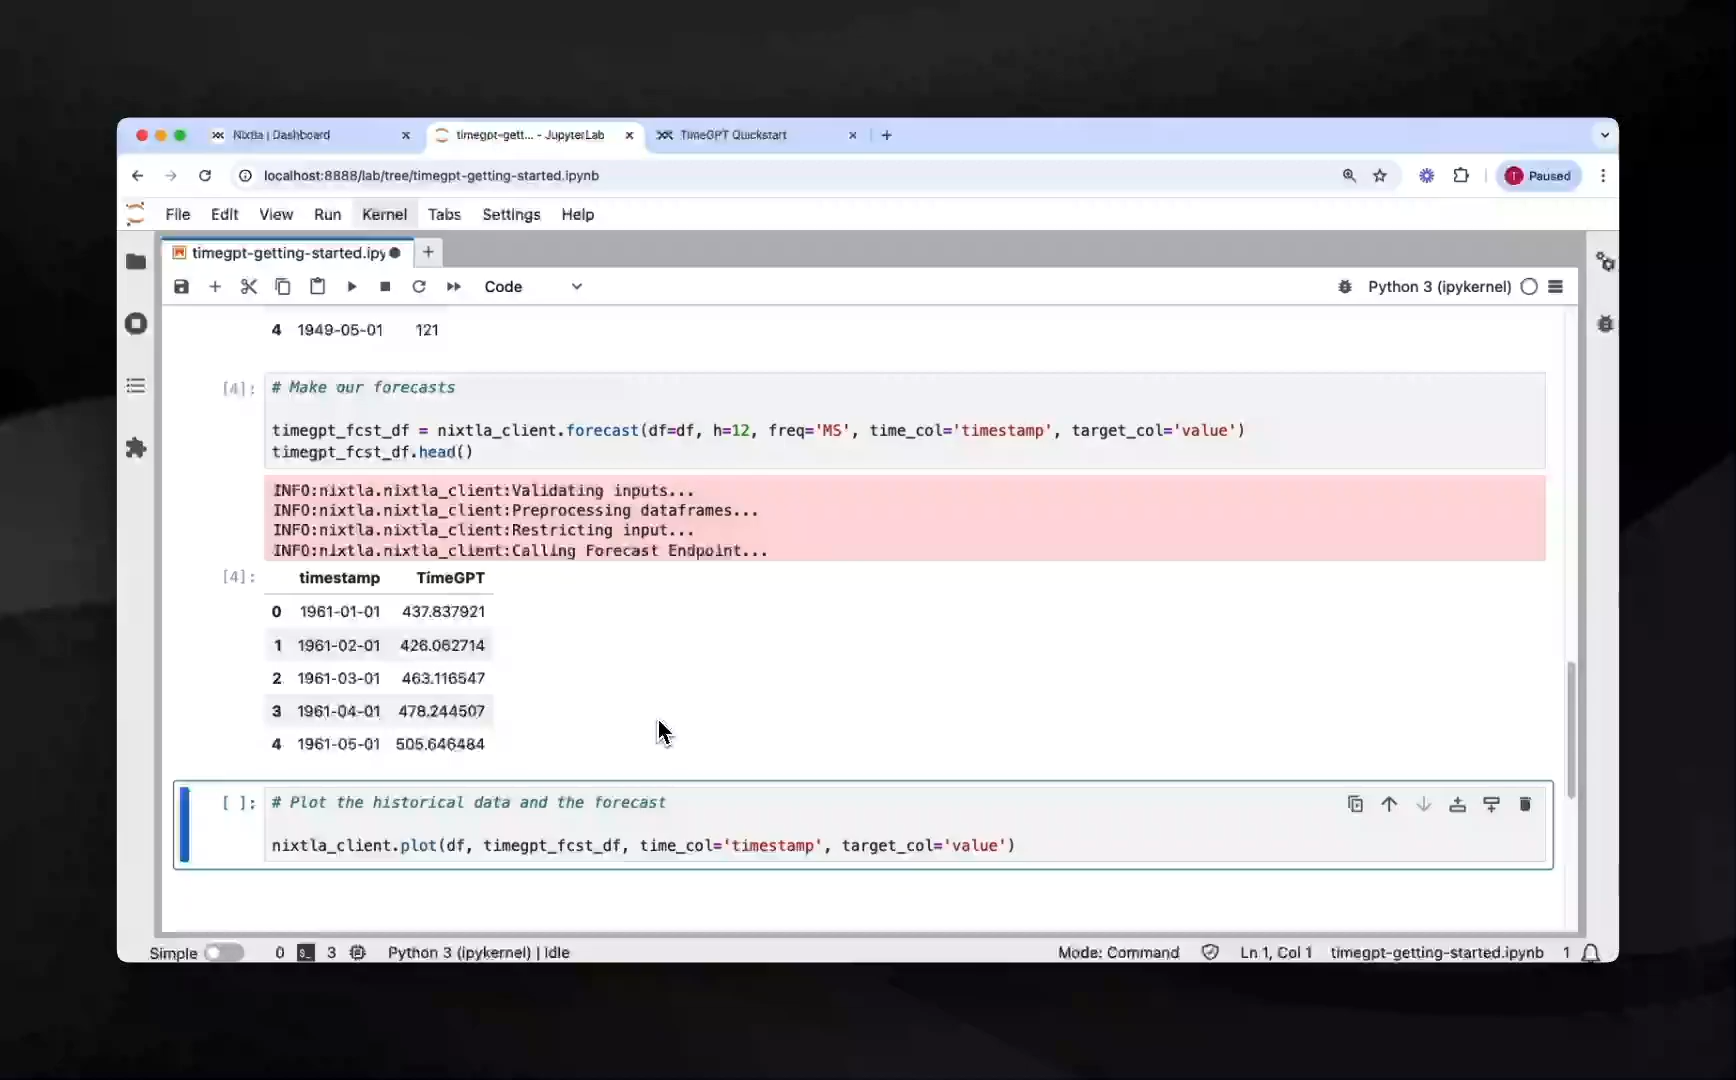 Nixtla | Dashboard
timegpt-gett... - JupyterLab
TimeGPT Quickstart
localhost:8888/lab/tree/timegpt-getting-started.ipynb
Paused
File Edit View Run Kernel Tabs Settings Help
timegpt-getting-started.ipy
Code
Python 3 (ipykernel)
4 1949-05-01 121
[4]: # Make our forecasts
timegpt_fcst_df = nixtla_client.forecast(df=df, h=12, freq='MS', time_col='timestamp', target_col='value')
timegpt_fcst_df.head()
INFO:nixtla.nixtla_client:Validating inputs...
INFO:nixtla.nixtla_client:Preprocessing dataframes...
INFO:nixtla.nixtla_client:Restricting input...
INFO:nixtla.nixtla_client:Calling Forecast Endpoint...
[4]: timestamp TimeGPT
0 1961-01-01 437.837921
1 1961-02-01 426.062714
2 1961-03-01 463.116547
3 1961-04-01 478.244507
4 1961-05-01 505.646484
[ ]: # Plot the historical data and the forecast
nixtla_client.plot(df, timegpt_fcst_df, time_col='timestamp', target_col='value')
Simple 0 3 Python 3 (ipykernel) | Idle Mode: Command Ln 1, Col 1 timegpt-getting-started.ipynb 1